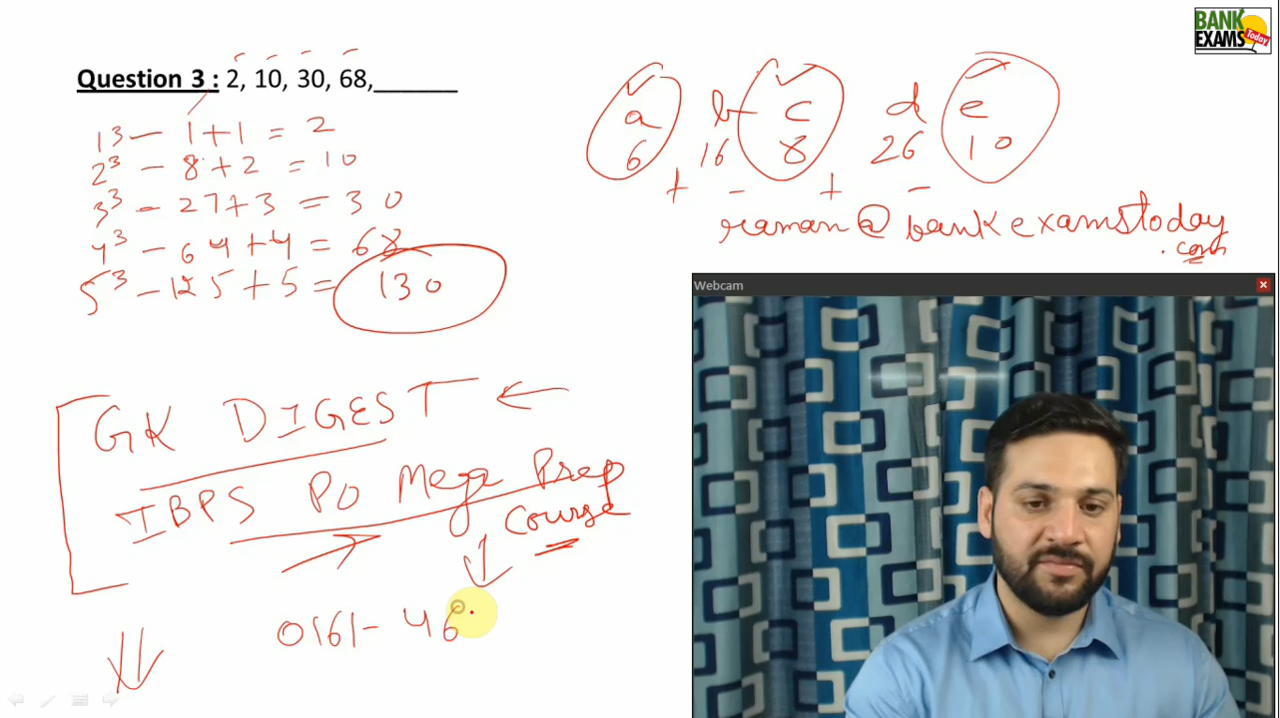 BANK
EXAMS Today
Question 3 : 2, 10, 30, 68,______
13 - 1 + 1 = 2
2³ - 8 + 2 = 10
3³ - 27 + 3 = 30
4³ - 64 + 4 = 68
5³ - 125 + 5 = 130
a b c d e
6 16 8 26 10
+ - + -
raman@bankexamstoday
.com
Webcam
GK DIGEST ←
IBPS PO Mega Prep
Course
0161- 46